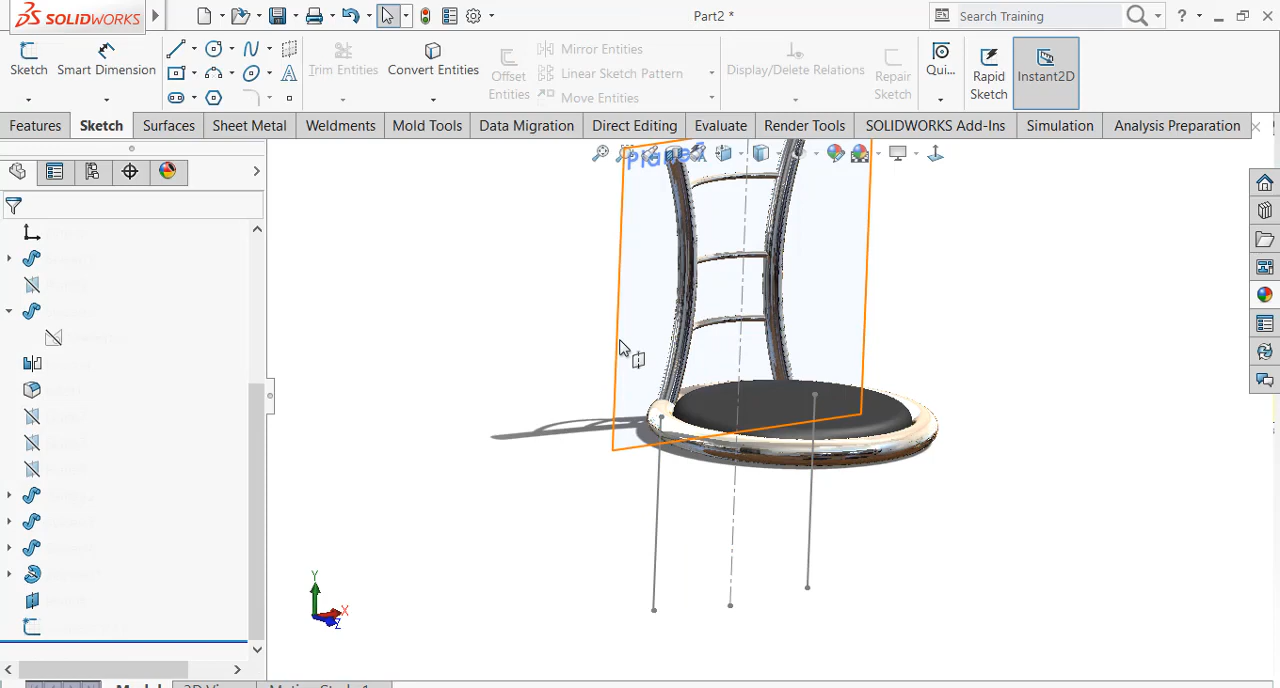 SOLIDWORKS
Part2 *
Search Training
?
Sketch
Smart Dimension
Trim Entities
Convert Entities
Offset Entities
Mirror Entities
Linear Sketch Pattern
Move Entities
Display/Delete Relations
Repair Sketch
Qui...
Rapid Sketch
Instant2D
Features
Sketch
Surfaces
Sheet Metal
Weldments
Mold Tools
Data Migration
Direct Editing
Evaluate
Render Tools
SOLIDWORKS Add-Ins
Simulation
Analysis Preparation
Y
X
Z